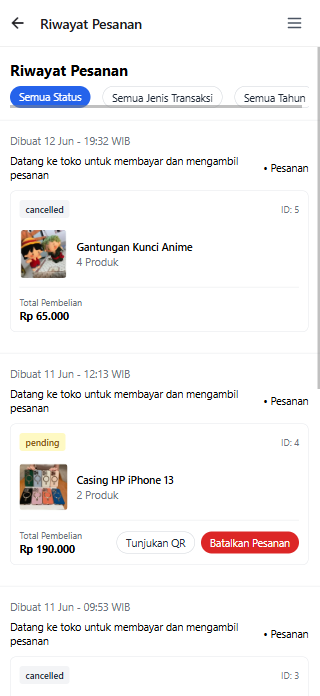 Riwayat Pesanan
Riwayat Pesanan
Semua Status
Semua Jenis Transaksi
Semua Tahun
Dibuat 12 Jun - 19:32 WIB
Datang ke toko untuk membayar dan mengambil
pesanan
• Pesanan
cancelled
ID: 5
Gantungan Kunci Anime
4 Produk
Total Pembelian
Rp 65.000
Dibuat 11 Jun - 12:13 WIB
Datang ke toko untuk membayar dan mengambil
pesanan
• Pesanan
pending
ID: 4
Casing HP iPhone 13
2 Produk
Total Pembelian
Rp 190.000
Tunjukan QR
Batalkan Pesanan
Dibuat 11 Jun - 09:53 WIB
Datang ke toko untuk membayar dan mengambil
pesanan
• Pesanan
cancelled
ID: 3